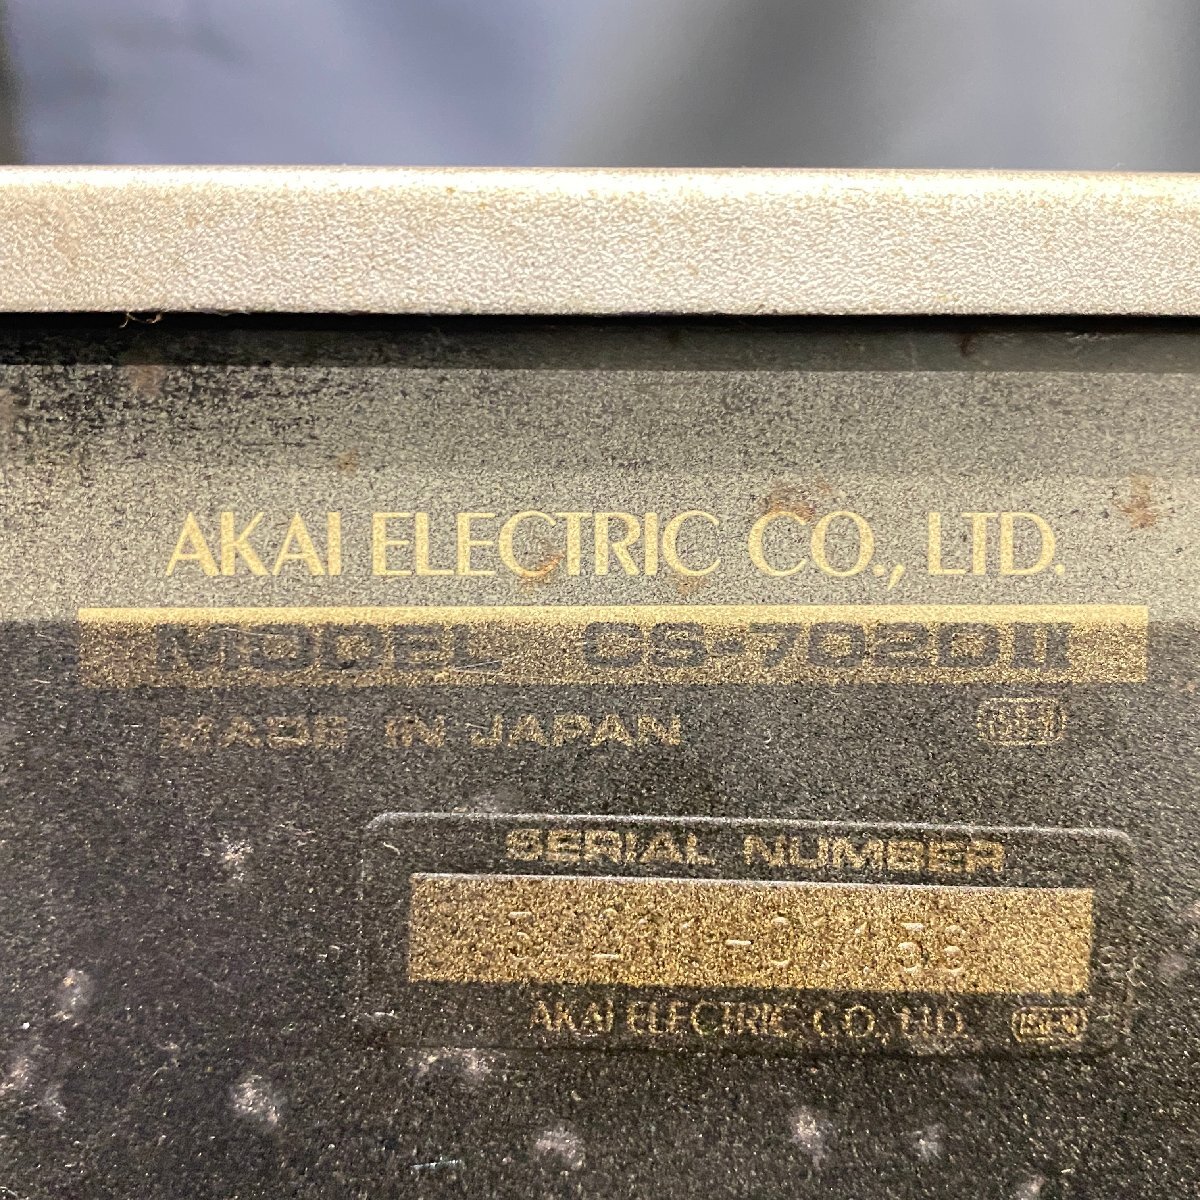 AKAI ELECTRIC CO., LTD.
MODEL CS-702DII
MADE IN JAPAN
SERIAL NUMBER
AKAI ELECTRIC CO., LTD.